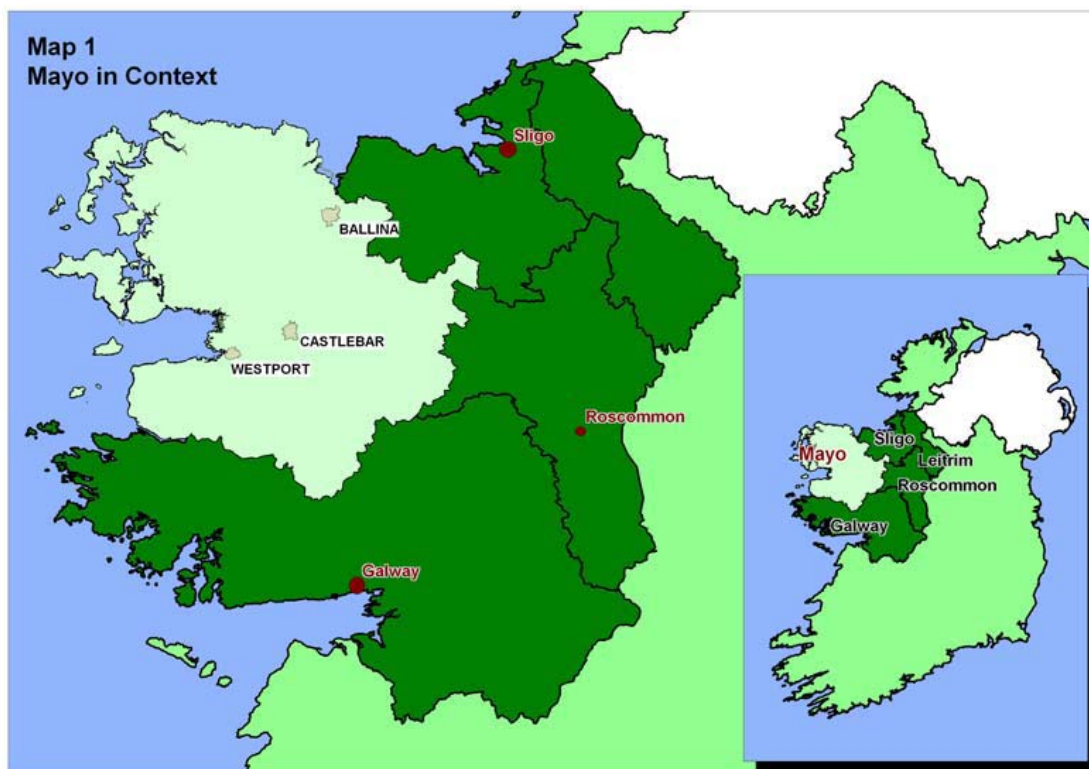 Map 1
Mayo in Context
Sligo
BALLINA
CASTLEBAR
WESTPORT
Roscommon
Galway
Sligo
Mayo
Leitrim
Roscommon
Galway